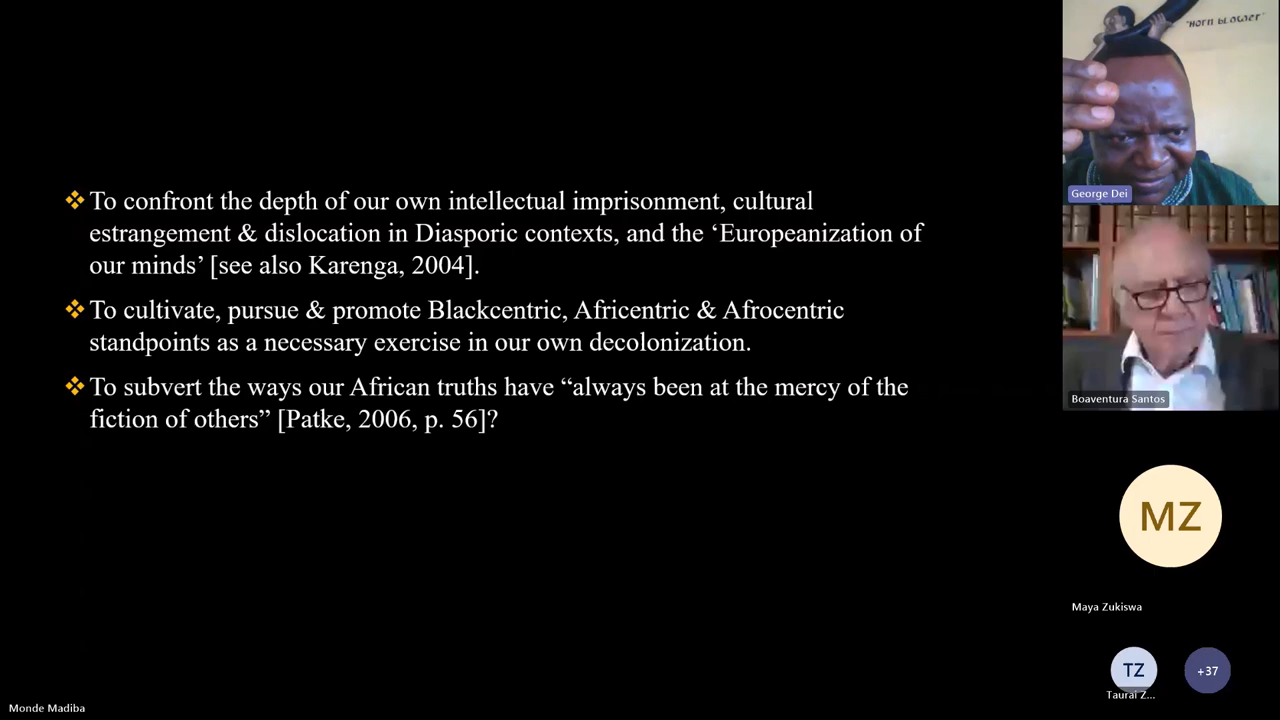 ❖To confront the depth of our own intellectual imprisonment, cultural
estrangement & dislocation in Diasporic contexts, and the ‘Europeanization of
our minds’ [see also Karenga, 2004].
❖To cultivate, pursue & promote Blackcentric, Africentric & Afrocentric
standpoints as a necessary exercise in our own decolonization.
❖To subvert the ways our African truths have “always been at the mercy of the
fiction of others” [Patke, 2006, p. 56]?
"HORN BLOWER"
George Dei
Boaventura Santos
MZ
Maya Zukiswa
TZ
+37
Taurai Z...
Monde Madiba